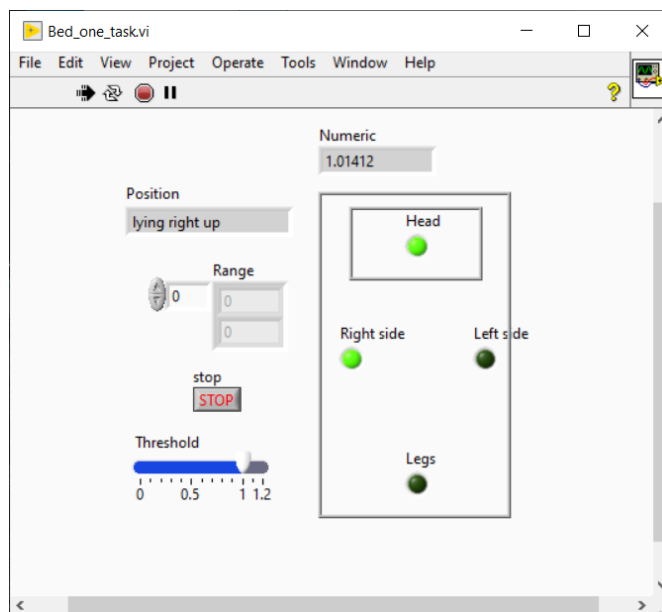 Bed_one_task.vi
File Edit View Project Operate Tools Window Help
Numeric
1.01412
Position
lying right up
Head
Range
0
0
0
Right side
Left side
stop
STOP
Threshold
0 0.5 1 1.2
Legs